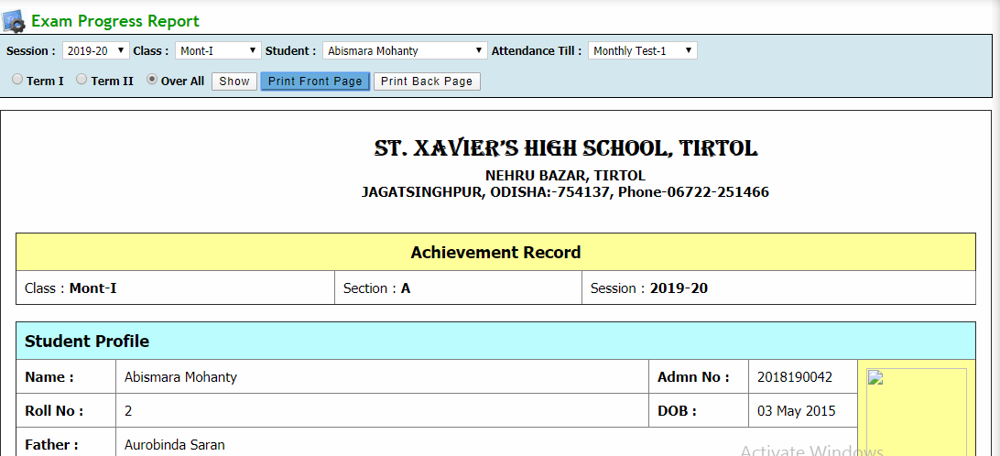 Exam Progress Report
Session : 2019-20 Class : Mont-I Student : Abismara Mohanty Attendance Till : Monthly Test-1
Term I Term II Over All Show Print Front Page Print Back Page
ST. XAVIER'S HIGH SCHOOL, TIRTOL
NEHRU BAZAR, TIRTOL
JAGATSINGHPUR, ODISHA:-754137, Phone-06722-251466
Achievement Record
Class : Mont-I Section : A Session : 2019-20
Student Profile
Name : Abismara Mohanty Admn No : 2018190042
Roll No : 2 DOB : 03 May 2015
Father : Aurobinda Saran
Activate Windows